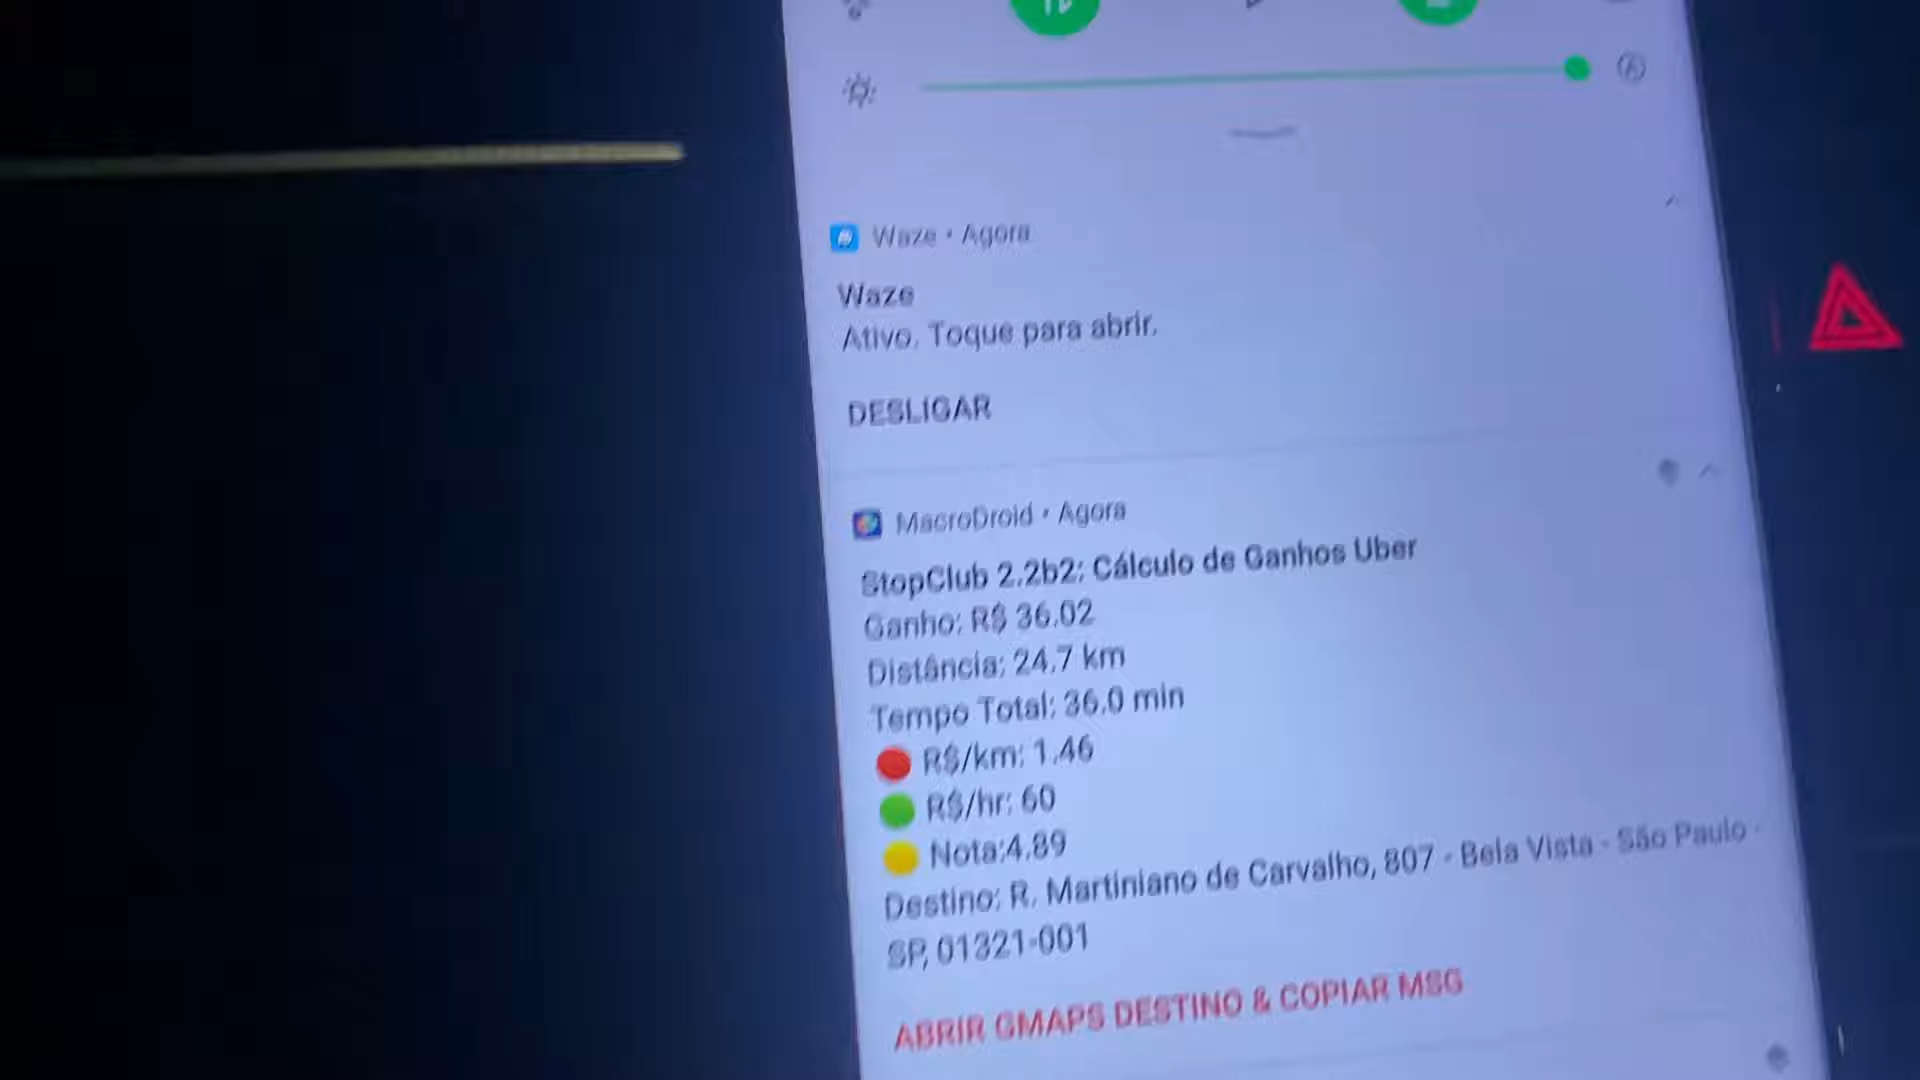 Waze • Agora
Waze
Ativo. Toque para abrir.
DESLIGAR
MacroDroid • Agora
StopClub 2.2b2: Cálculo de Ganhos Uber
Ganho: R$ 36.02
Distância: 24.7 km
Tempo Total: 36.0 min
R$/km: 1.46
R$/hr: 60
Nota:4.89
Destino: R. Martiniano de Carvalho, 807 - Bela Vista - São Paulo -
SP, 01321-001
ABRIR GMAPS DESTINO & COPIAR MSG